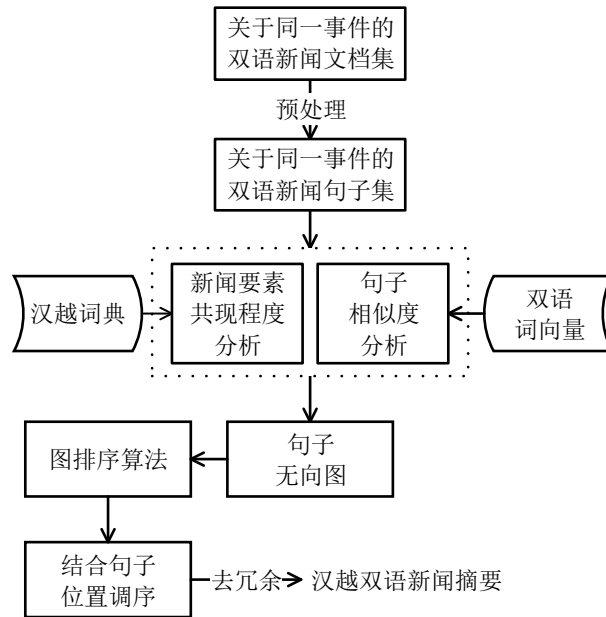 关于同一事件的
双语新闻文档集
预处理
关于同一事件的
双语新闻句子集
汉越词典
新闻要素
共现程度
分析
句子
相似度
分析
双语
词向量
图排序算法
句子
无向图
结合句子
位置调序
去冗余
汉越双语新闻摘要